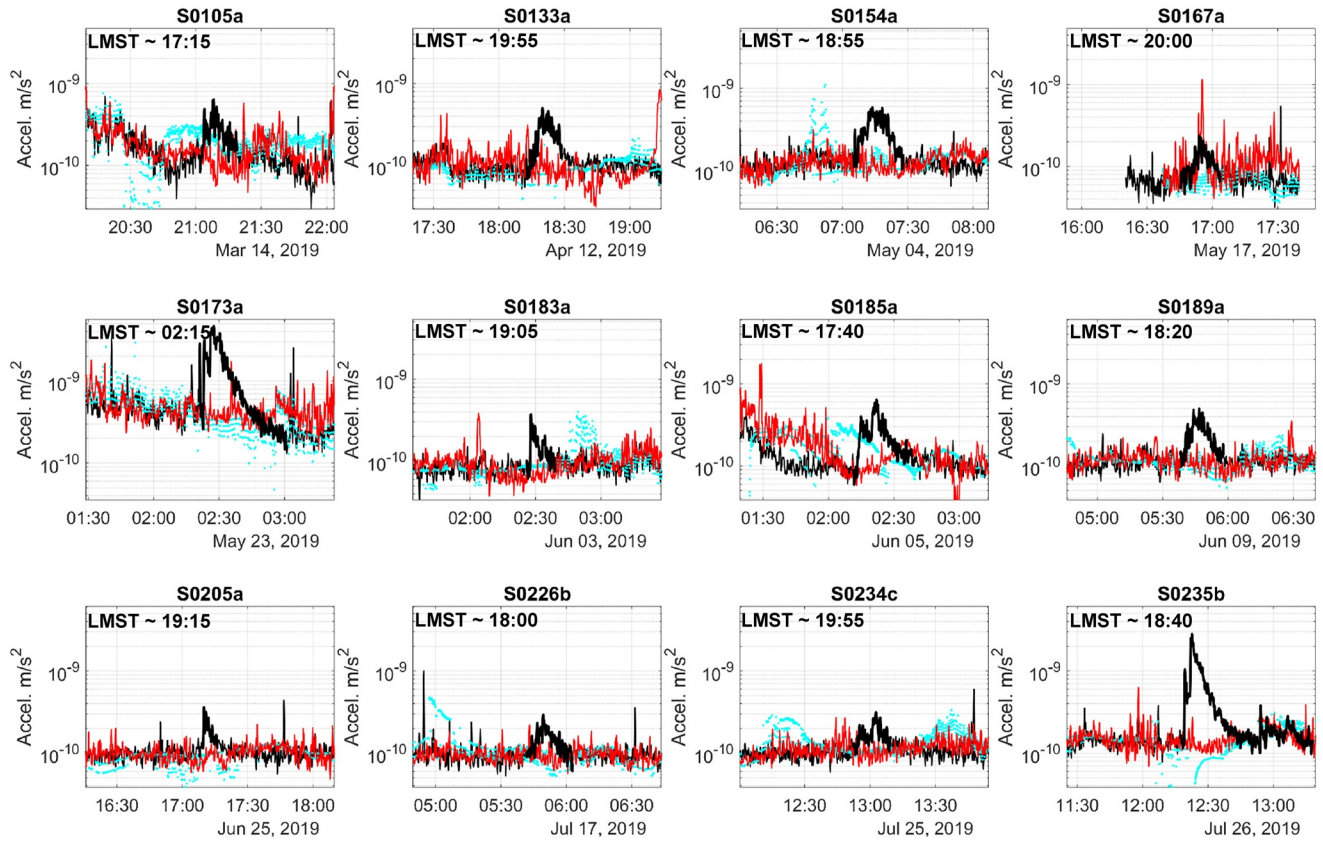 S0105a
LMST ~ 17:15
Accel. m/s2
10-9
10-10
20:30 21:00 21:30 22:00
Mar 14, 2019
S0133a
LMST ~ 19:55
Accel. m/s2
10-9
10-10
17:30 18:00 18:30 19:00
Apr 12, 2019
S0154a
LMST ~ 18:55
Accel. m/s2
10-9
10-10
06:30 07:00 07:30 08:00
May 04, 2019
S0167a
LMST ~ 20:00
Accel. m/s2
10-9
10-10
16:00 16:30 17:00 17:30
May 17, 2019
S0173a
LMST ~ 02:15
Accel. m/s2
10-9
10-10
01:30 02:00 02:30 03:00
May 23, 2019
S0183a
LMST ~ 19:05
Accel. m/s2
10-9
10-10
02:00 02:30 03:00
Jun 03, 2019
S0185a
LMST ~ 17:40
Accel. m/s2
10-9
10-10
01:30 02:00 02:30 03:00
Jun 05, 2019
S0189a
LMST ~ 18:20
Accel. m/s2
10-9
10-10
05:00 05:30 06:00 06:30
Jun 09, 2019
S0205a
LMST ~ 19:15
Accel. m/s2
10-9
10-10
16:30 17:00 17:30 18:00
Jun 25, 2019
S0226b
LMST ~ 18:00
Accel. m/s2
10-9
10-10
05:00 05:30 06:00 06:30
Jul 17, 2019
S0234c
LMST ~ 19:55
Accel. m/s2
10-9
10-10
12:30 13:00 13:30
Jul 25, 2019
S0235b
LMST ~ 18:40
Accel. m/s2
10-9
10-10
11:30 12:00 12:30 13:00
Jul 26, 2019